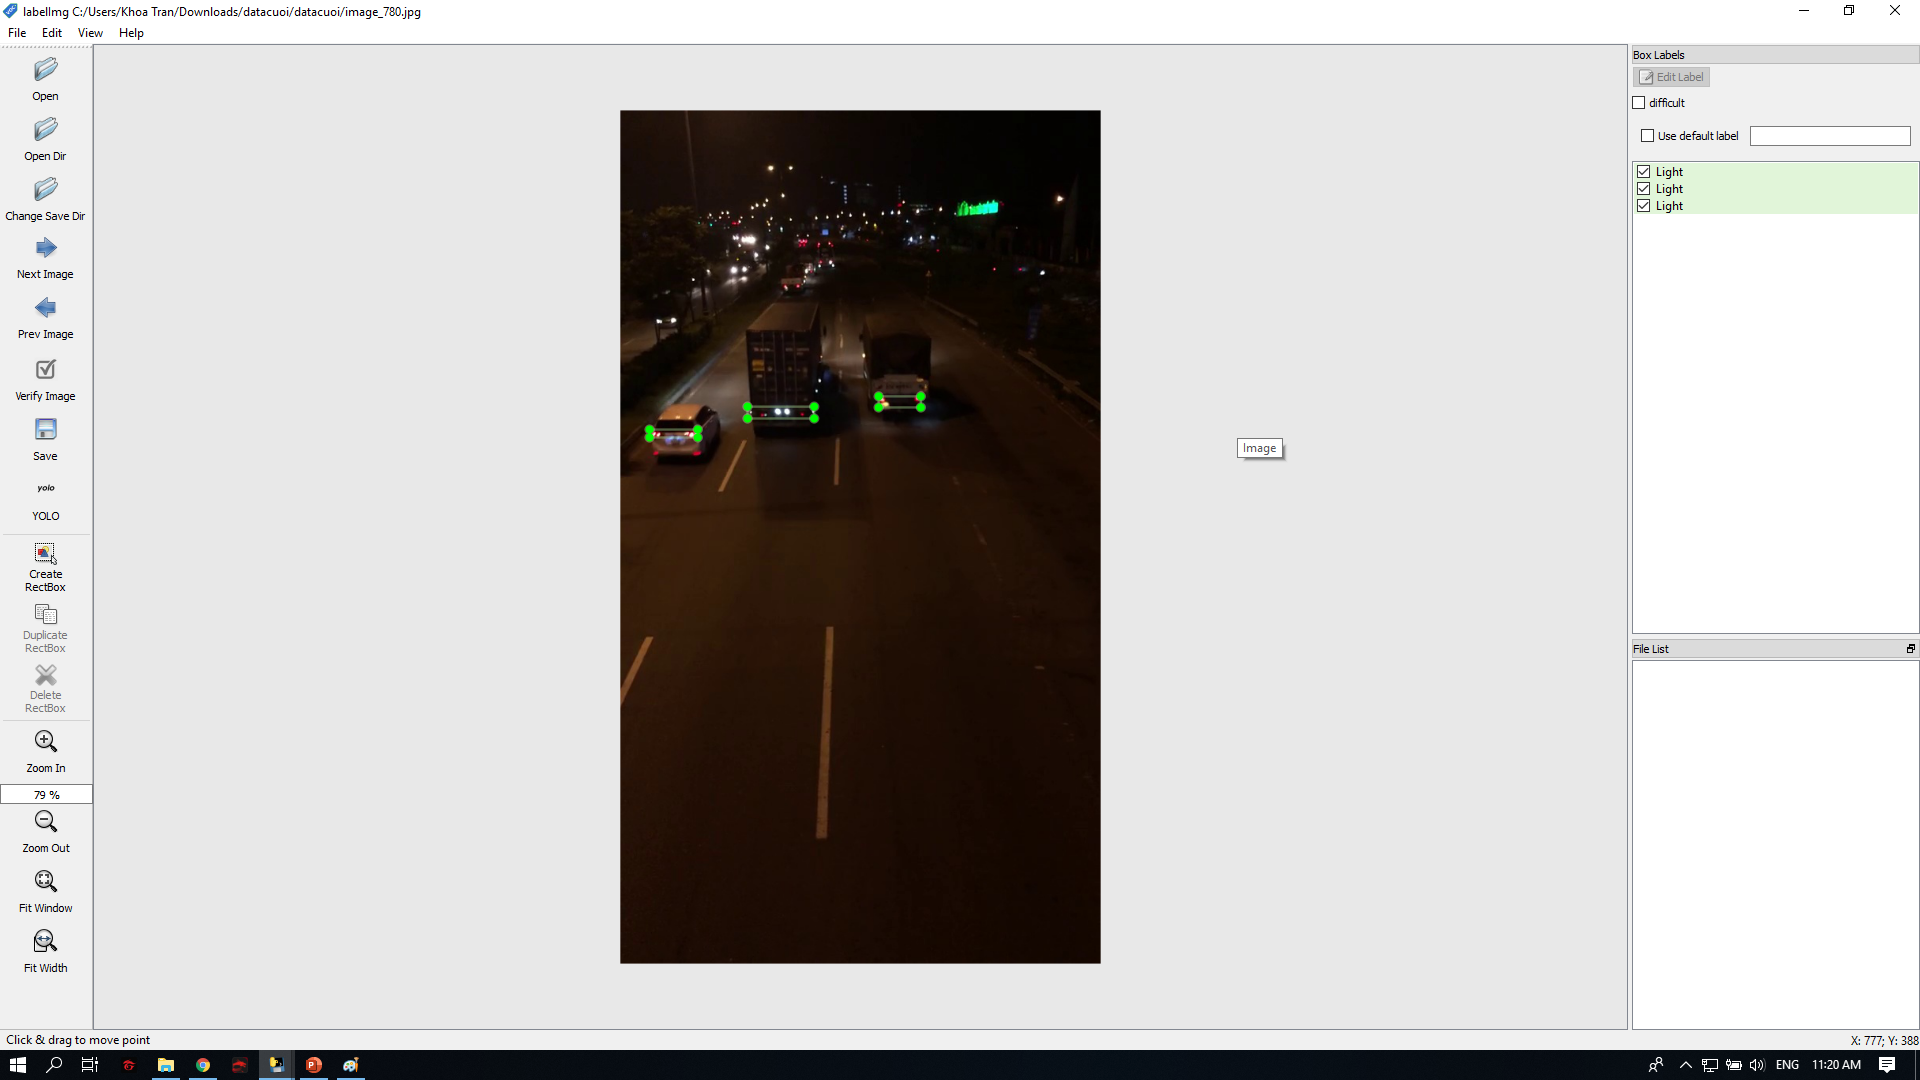 labelImg C:/Users/Khoa Tran/Downloads/datacuoi/datacuoi/image_780.jpg
File Edit View Help
Open
Open Dir
Change Save Dir
Next Image
Prev Image
Verify Image
Save
yolo
YOLO
Create
RectBox
Duplicate
RectBox
Delete
RectBox
Zoom In
79 %
Zoom Out
Fit Window
Fit Width
Image
Box Labels
Edit Label
difficult
Use default label
Light
Light
Light
File List
Click & drag to move point
X: 777; Y: 388
ENG
11:20 AM